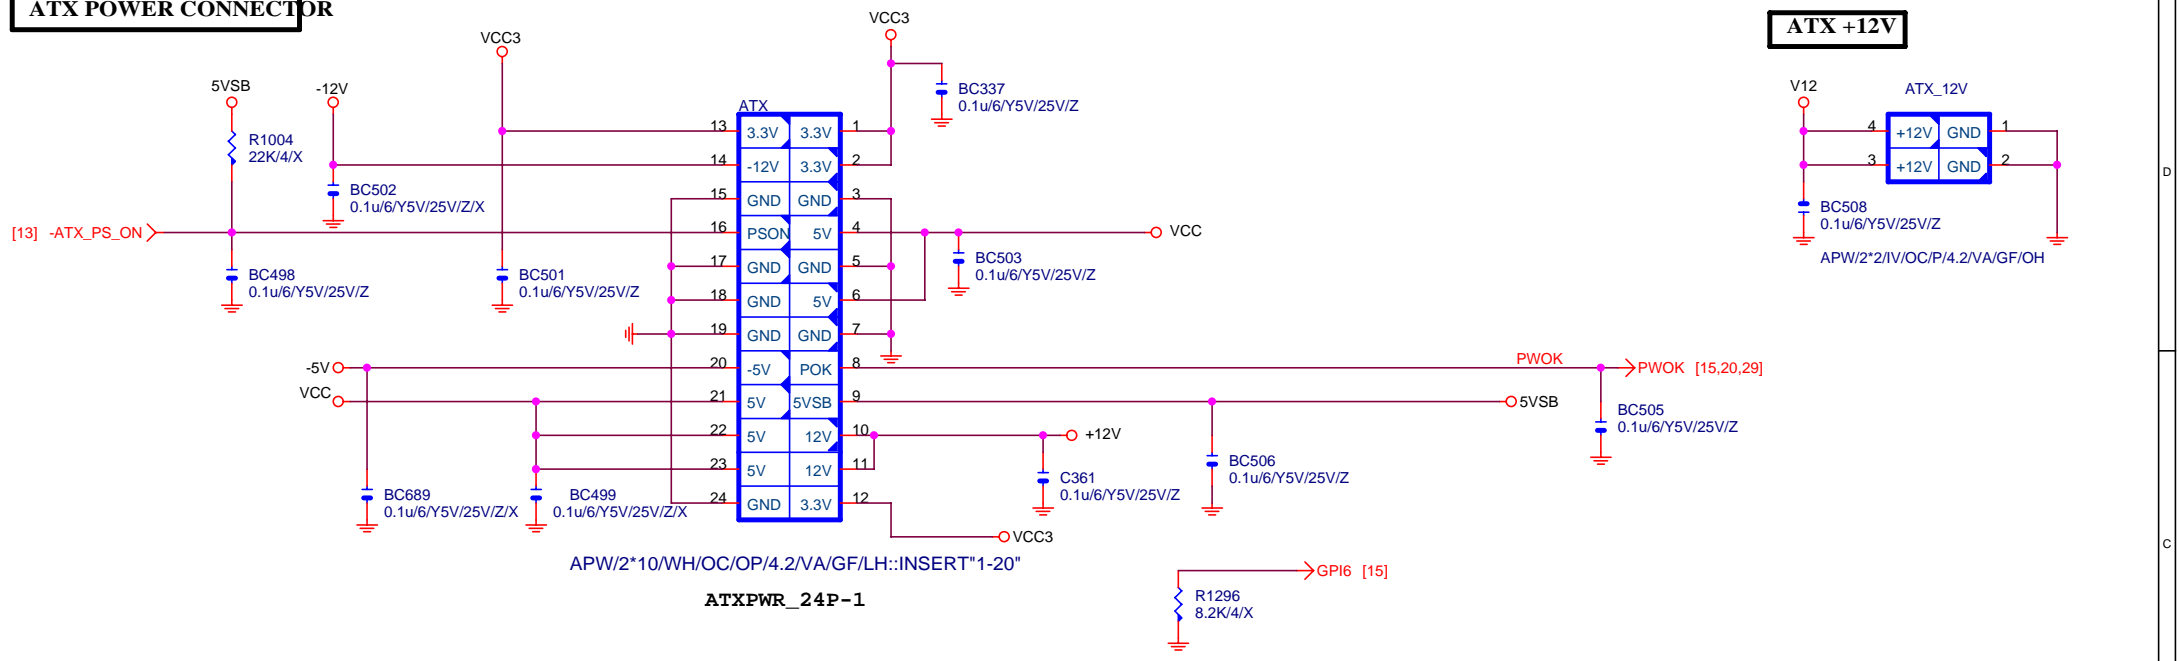 ATX POWER CONNECTOR
ATX +12V
VCC3
VCC3
5VSB
-12V
R1004
22K/4/X
BC502
0.1u/6/Y5V/25V/Z/X
[13] -ATX_PS_ON
BC498
0.1u/6/Y5V/25V/Z
BC501
0.1u/6/Y5V/25V/Z
BC337
0.1u/6/Y5V/25V/Z
ATX
13 3.3V 3.3V 1
14 -12V 3.3V 2
15 GND GND 3
16 PSON 5V 4
17 GND GND 5
18 GND 5V 6
19 GND GND 7
20 -5V POK 8
21 5V 5VSB 9
22 5V 12V 10
23 5V 12V 11
24 GND 3.3V 12
VCC
BC503
0.1u/6/Y5V/25V/Z
-5V
VCC
BC689
0.1u/6/Y5V/25V/Z/X
BC499
0.1u/6/Y5V/25V/Z/X
PWOK
PWOK [15,20,29]
5VSB
BC505
0.1u/6/Y5V/25V/Z
+12V
C361
0.1u/6/Y5V/25V/Z
BC506
0.1u/6/Y5V/25V/Z
VCC3
APW/2*10/WH/OC/OP/4.2/VA/GF/LH::INSERT"1-20"
ATXPWR_24P-1
GPI6 [15]
R1296
8.2K/4/X
V12
ATX_12V
4 +12V GND 1
3 +12V GND 2
BC508
0.1u/6/Y5V/25V/Z
APW/2*2/IV/OC/P/4.2/VA/GF/OH
D
C